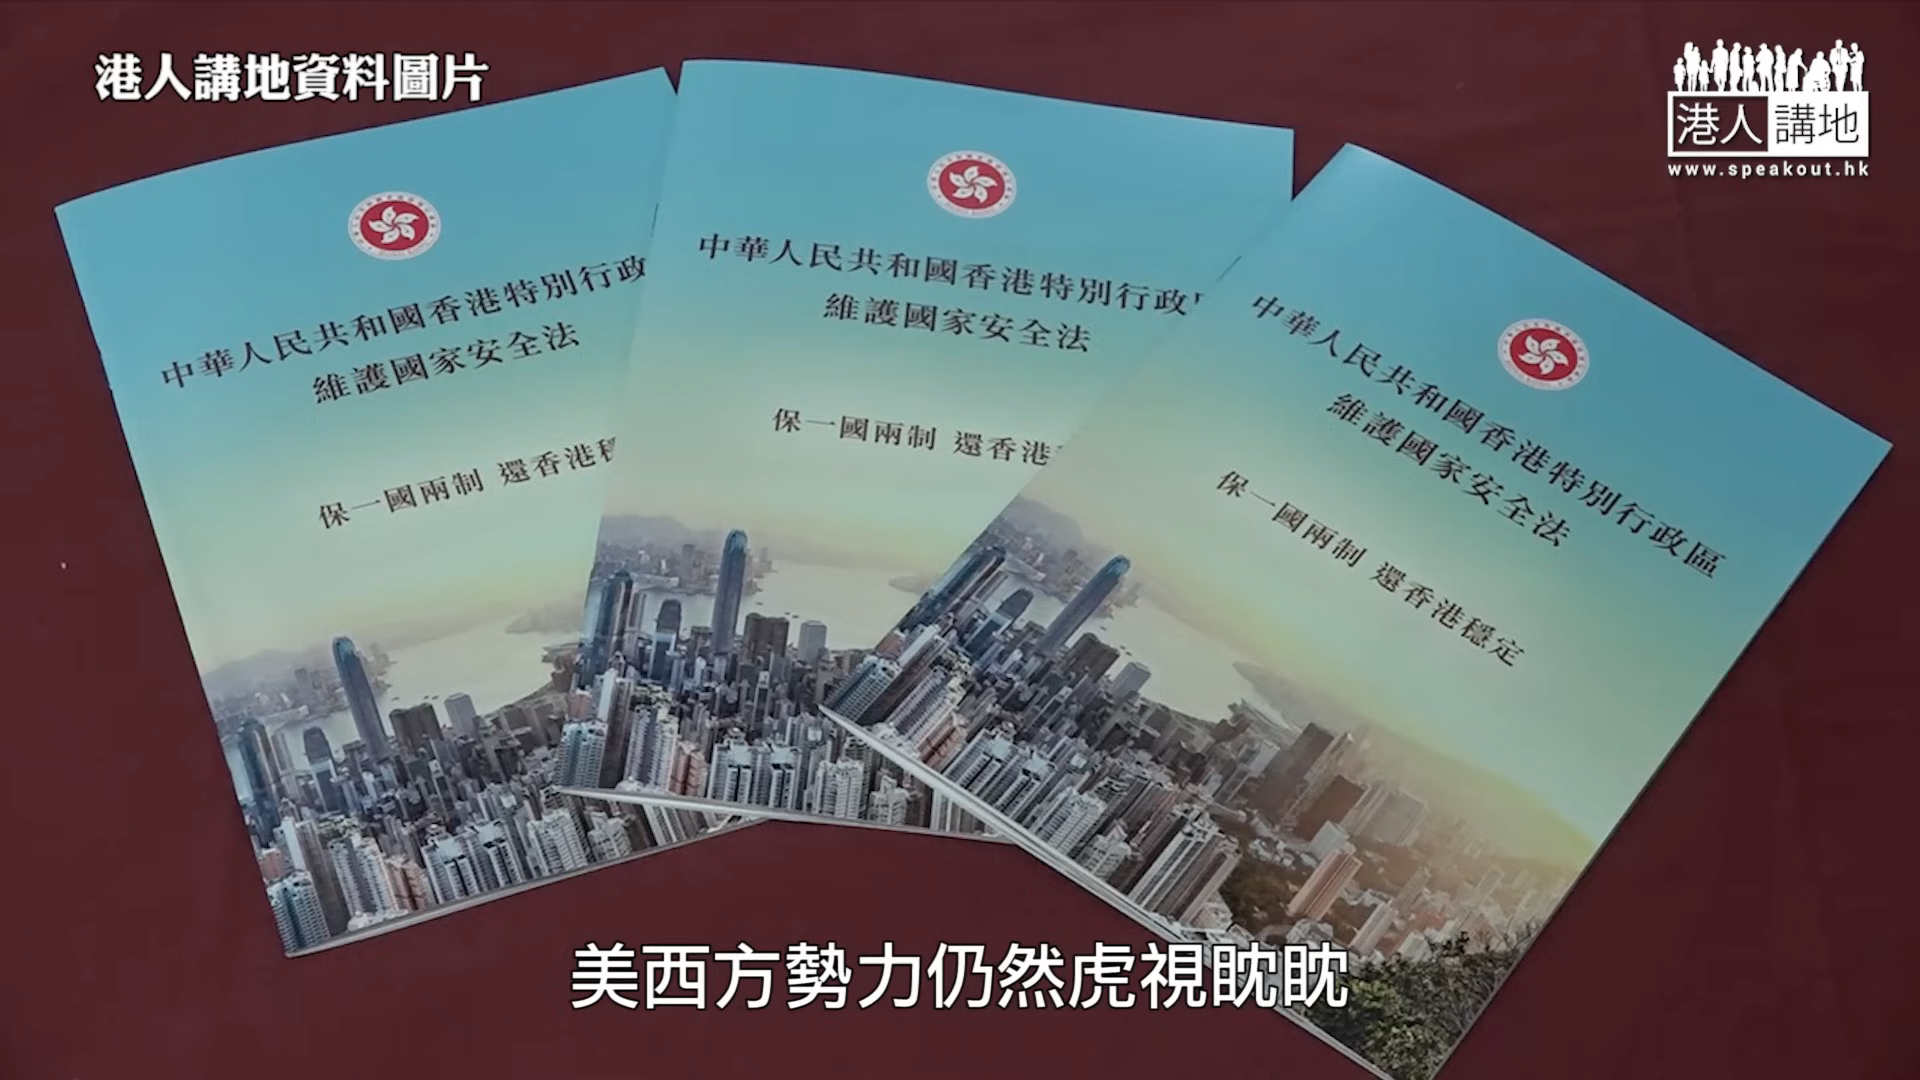 港人講地資料圖片
港人講地
www.speakout.hk
中華人民共和國香港特別行政
維護國家安全法
保一國兩制 還香港
中華人民共和國香港特別行政
維護國家安全法
保一國兩制 還香港
中華人民共和國香港特別行政區
維護國家安全法
保一國兩制 還香港穩定
美西方勢力仍然虎視眈眈